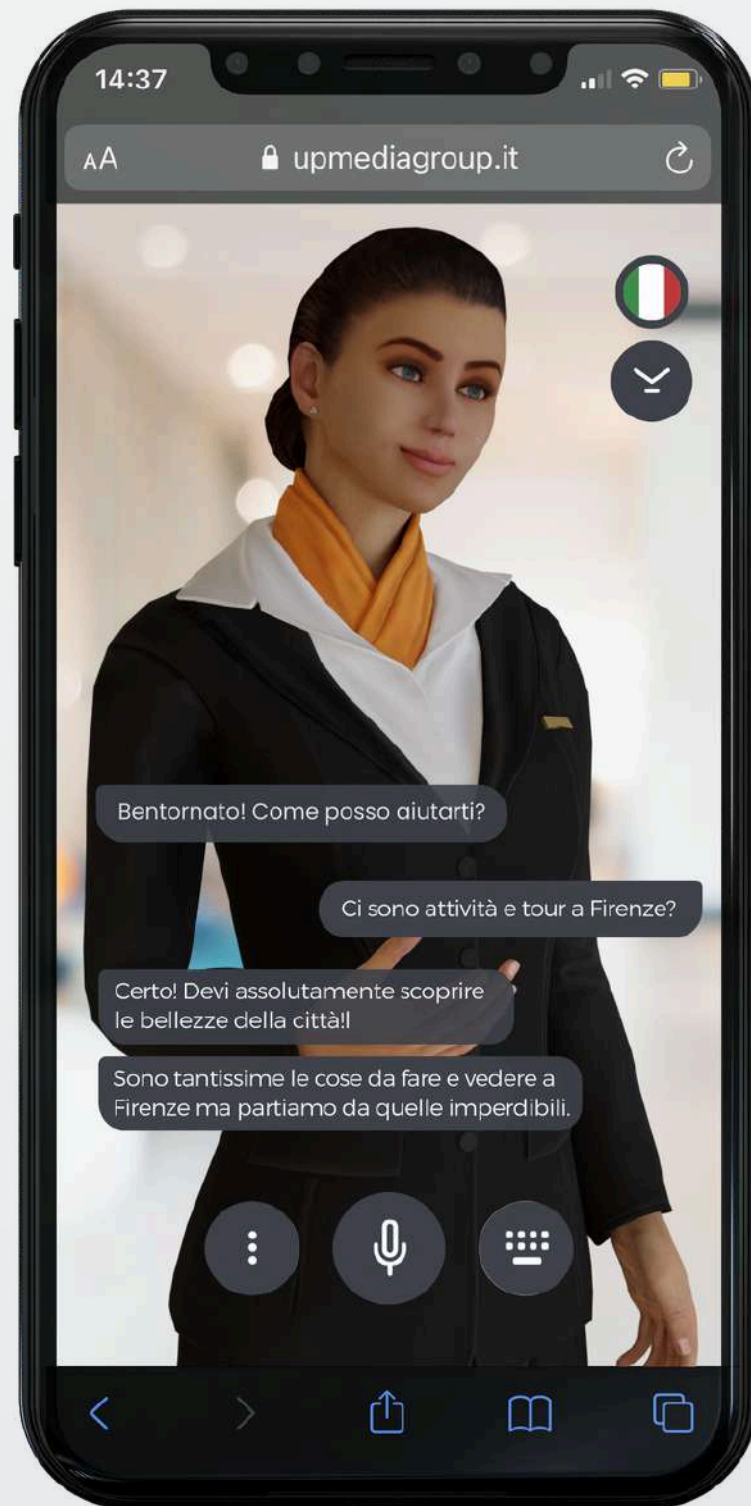 14:37
AA upmediagroup.it
Bentornato! Come posso aiutarti?
Ci sono attività e tour a Firenze?
Certo! Devi assolutamente scoprire
le bellezze della città!!
Sono tantissime le cose da fare e vedere a
Firenze ma partiamo da quelle imperdibili.